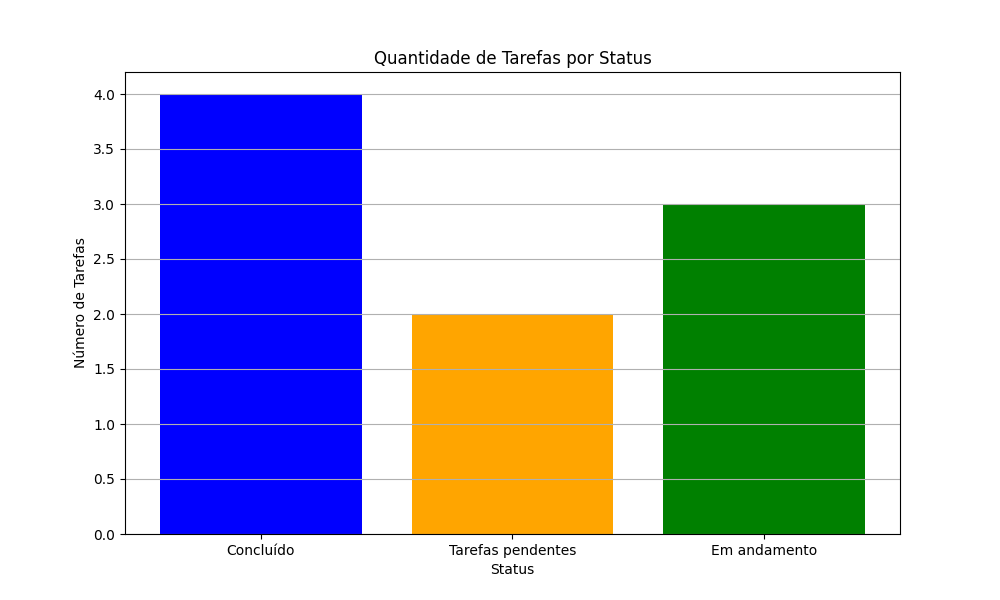 Quantidade de Tarefas por Status
Número de Tarefas
4.0
3.5
3.0
2.5
2.0
1.5
1.0
0.5
0.0
Concluído
Tarefas pendentes
Em andamento
Status